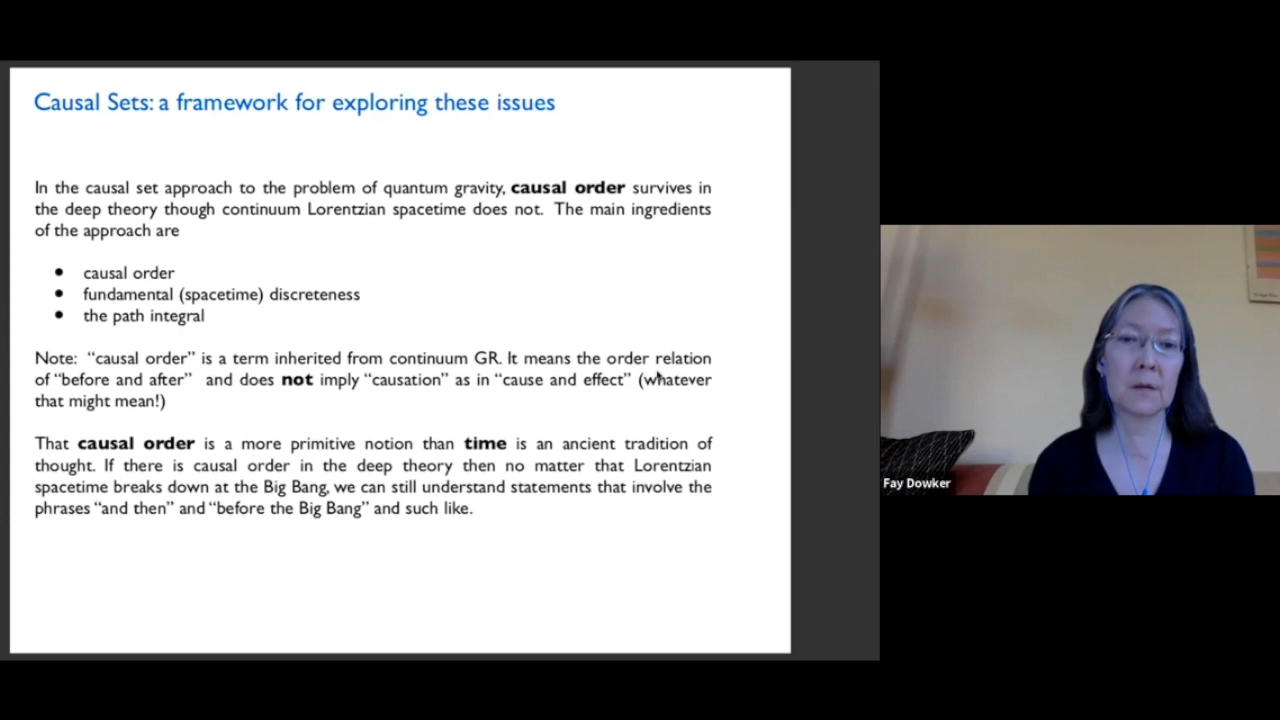 Causal Sets: a framework for exploring these issues
In the causal set approach to the problem of quantum gravity, causal order survives in
the deep theory though continuum Lorentzian spacetime does not. The main ingredients
of the approach are
• causal order
• fundamental (spacetime) discreteness
• the path integral
Note: “causal order” is a term inherited from continuum GR. It means the order relation
of “before and after” and does not imply “causation” as in “cause and effect” (whatever
that might mean!)
That causal order is a more primitive notion than time is an ancient tradition of
thought. If there is causal order in the deep theory then no matter that Lorentzian
spacetime breaks down at the Big Bang, we can still understand statements that involve the
phrases “and then” and “before the Big Bang” and such like.
Fay Dowker